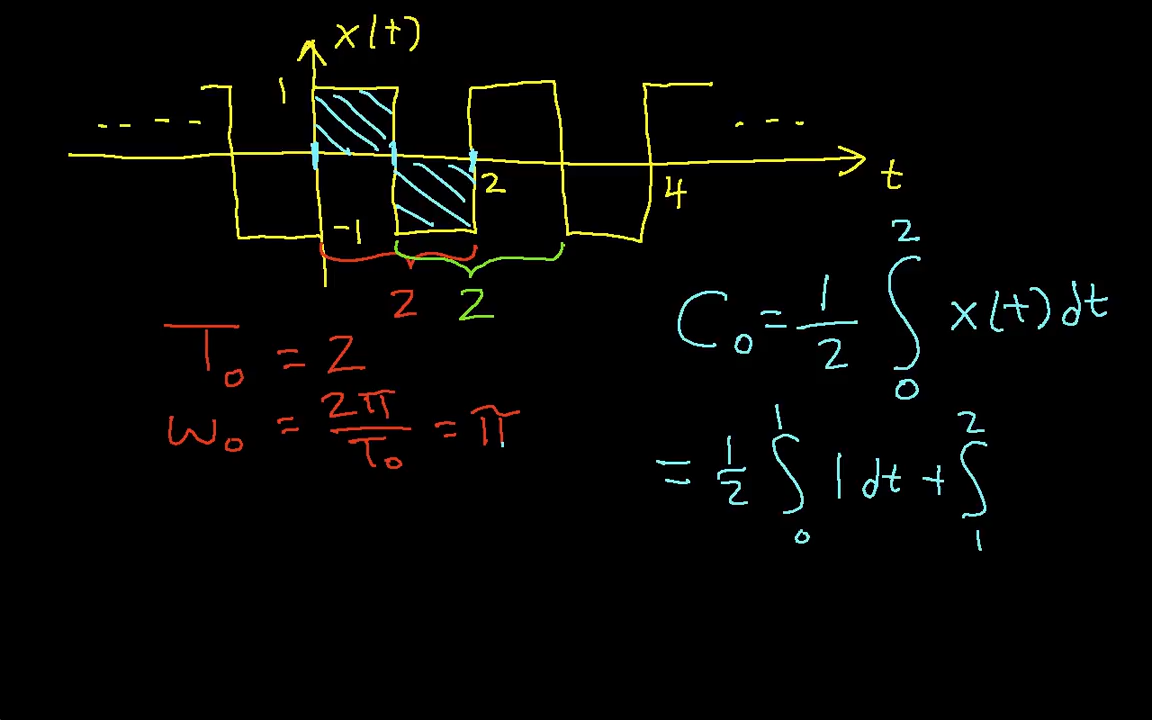 x(t)
1
-1
2
4
t
2
2
T₀ = 2
ω₀ = 2π/T₀ = π
C₀ = 1/2 ∫₀² x(t) dt
= 1/2 ∫₀¹ 1 dt + ∫₁²